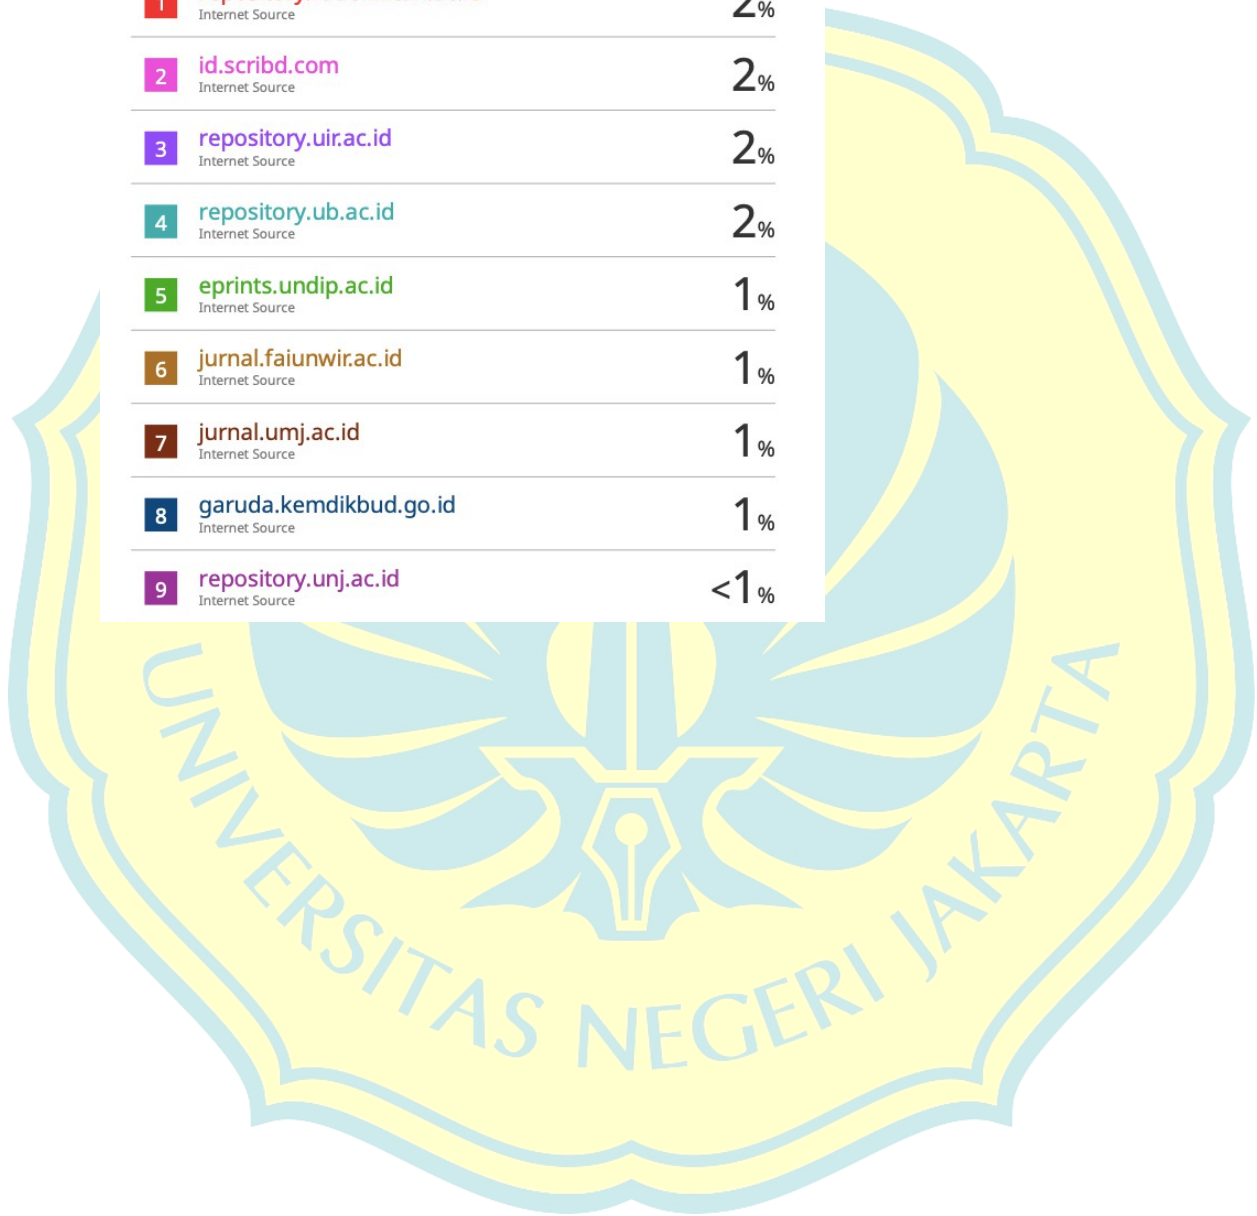 1
Internet Source
2%
2 id.scribd.com
Internet Source
2%
3 repository.uir.ac.id
Internet Source
2%
4 repository.ub.ac.id
Internet Source
2%
5 eprints.undip.ac.id
Internet Source
1%
6 jurnal.faiunwir.ac.id
Internet Source
1%
7 jurnal.umj.ac.id
Internet Source
1%
8 garuda.kemdikbud.go.id
Internet Source
1%
9 repository.unj.ac.id
Internet Source
<1%
UNIVERSITAS NEGERI JAKARTA